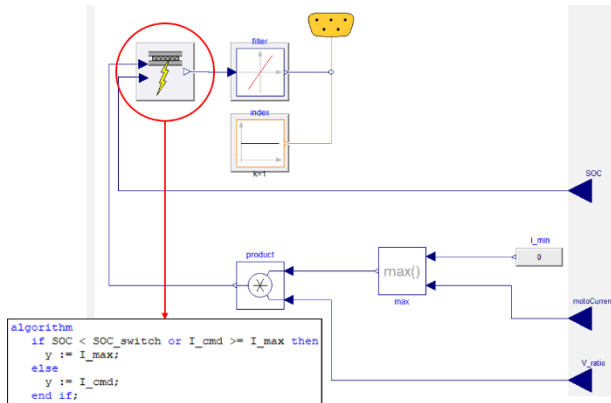 filter
index
k=1
SOC
i_min
0
product
max()
max
motoCurren
V_ratio
algorithm
if SOC < SOC_switch or I_cmd >= I_max then
y := I_max;
else
y := I_cmd;
end if;